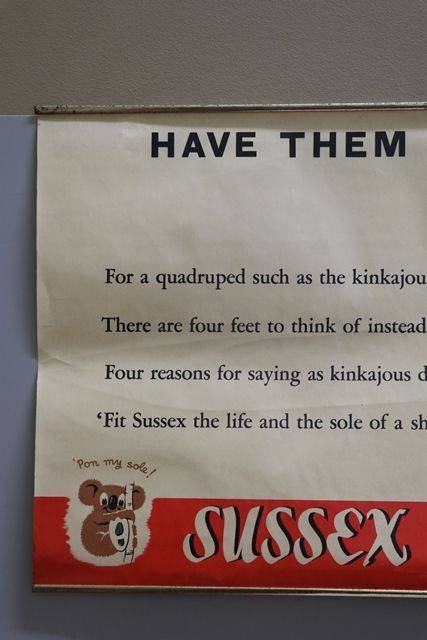 HAVE THEM
For a quadruped such as the kinkajou
There are four feet to think of instead
Four reasons for saying as kinkajous d
‘Fit Sussex the life and the sole of a sh
'Pon my sole!
SUSSEX